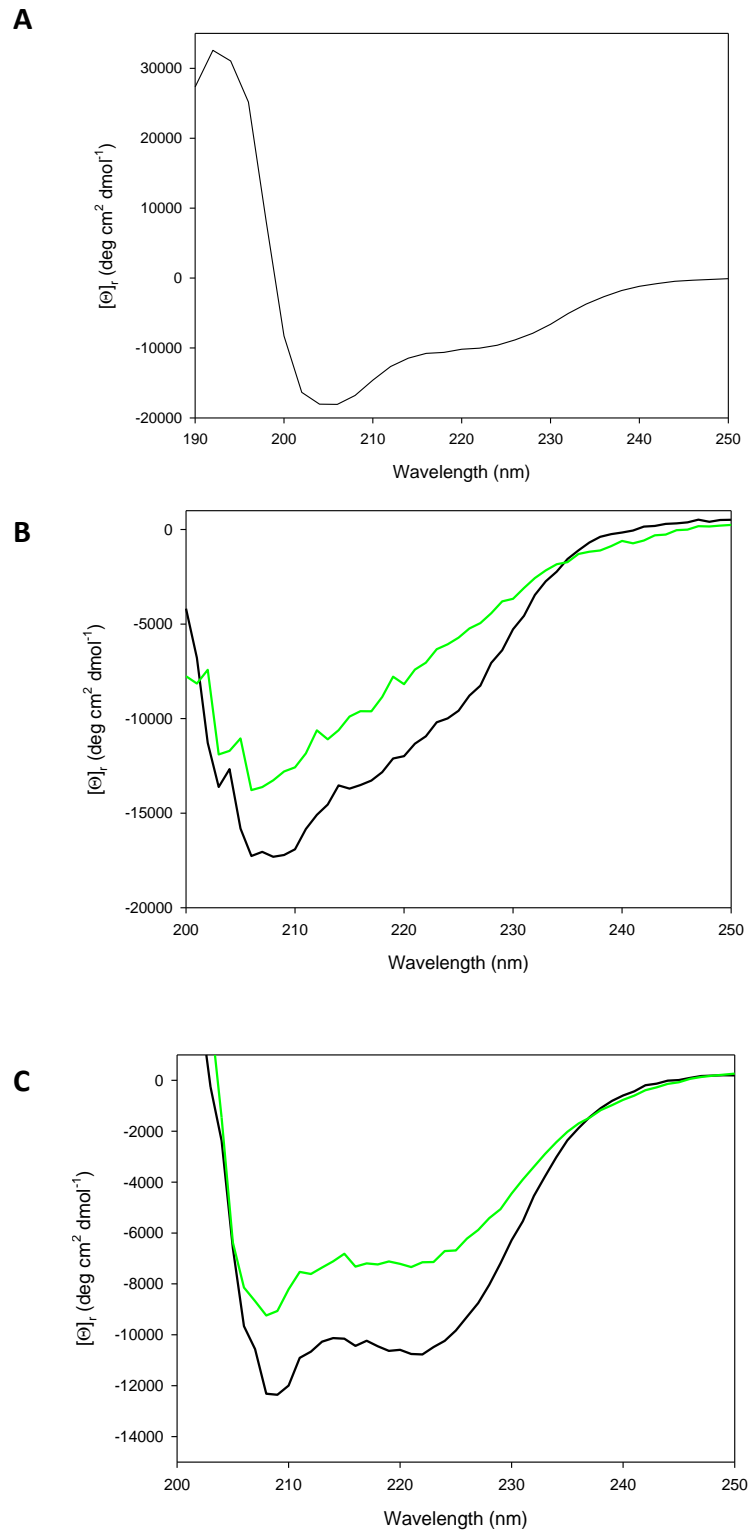 A
30000
20000
10000
0
-10000
-20000
[Θ]r (deg cm² dmol⁻¹)
190 200 210 220 230 240 250
Wavelength (nm)
B
0
-5000
-10000
-15000
-20000
[Θ]r (deg cm² dmol⁻¹)
200 210 220 230 240 250
Wavelength (nm)
C
0
-2000
-4000
-6000
-8000
-10000
-12000
-14000
[Θ]r (deg cm² dmol⁻¹)
200 210 220 230 240 250
Wavelength (nm)